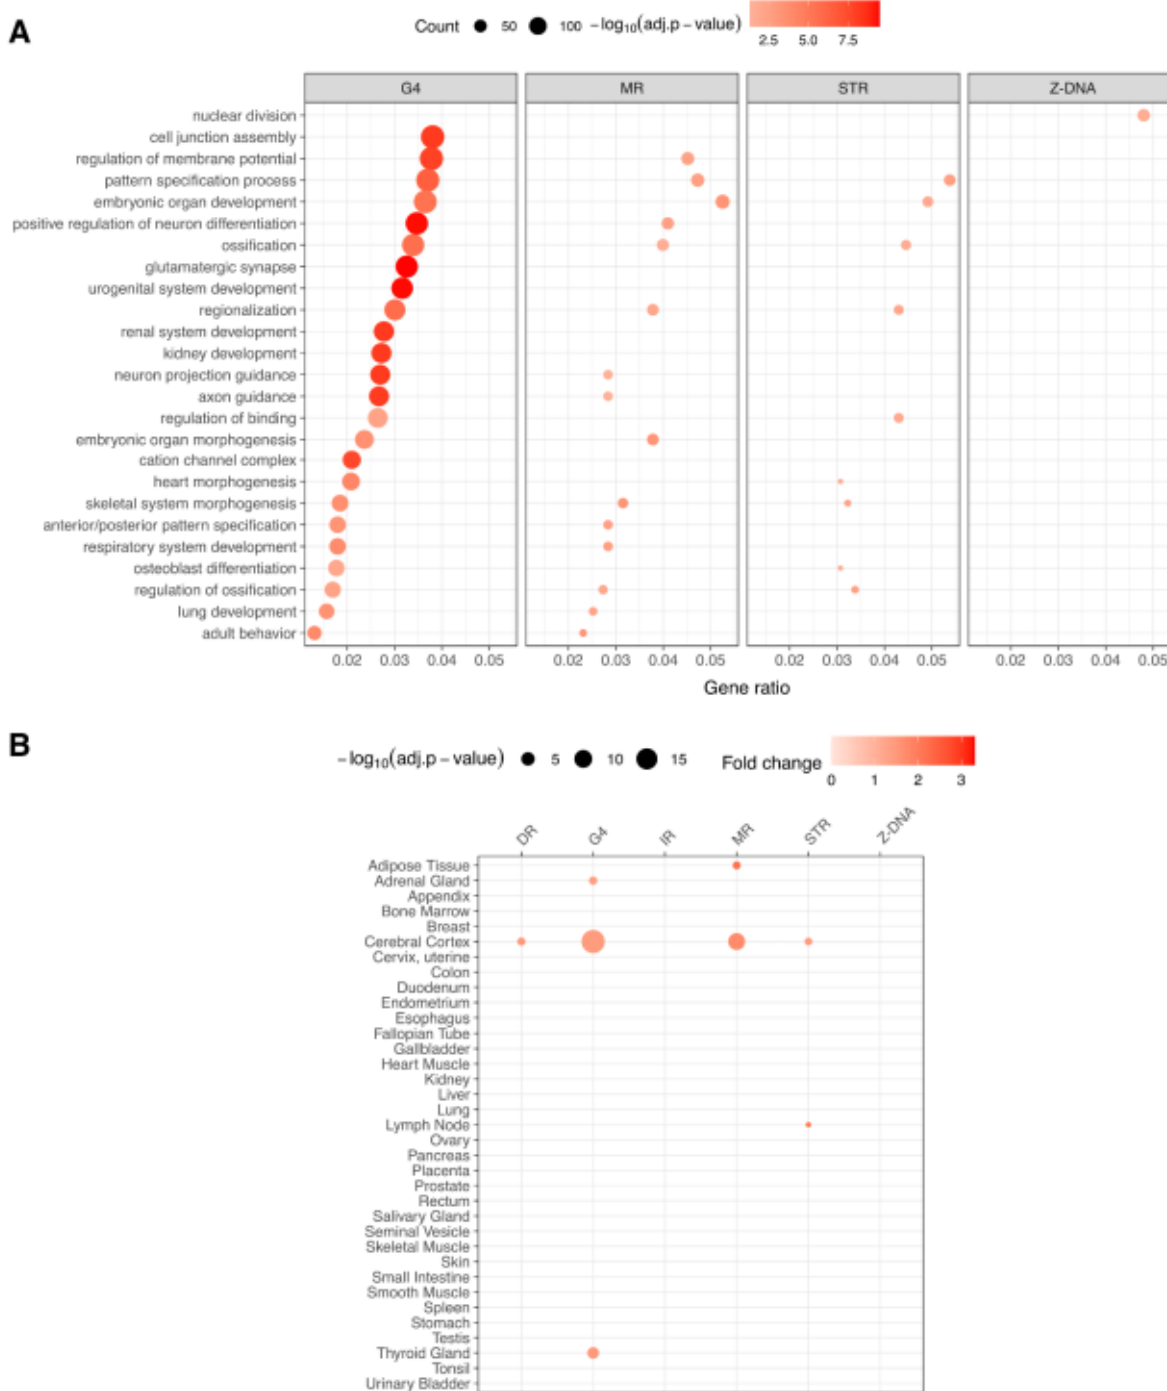 A
Count 50 100 −log10(adj.p − value)
2.5 5.0 7.5
G4 MR STR Z-DNA
nuclear division
cell junction assembly
regulation of membrane potential
pattern specification process
embryonic organ development
positive regulation of neuron differentiation
ossification
glutamatergic synapse
urogenital system development
regionalization
renal system development
kidney development
neuron projection guidance
axon guidance
regulation of binding
embryonic organ morphogenesis
cation channel complex
heart morphogenesis
skeletal system morphogenesis
anterior/posterior pattern specification
respiratory system development
osteoblast differentiation
regulation of ossification
lung development
adult behavior
0.02 0.03 0.04 0.05 0.02 0.03 0.04 0.05 0.02 0.03 0.04 0.05 0.02 0.03 0.04 0.05
Gene ratio
B
−log10(adj.p − value) 5 10 15 Fold change
0 1 2 3
DR G4 IR MR STR Z-DNA
Adipose Tissue
Adrenal Gland
Appendix
Bone Marrow
Breast
Cerebral Cortex
Cervix, uterine
Colon
Duodenum
Endometrium
Esophagus
Fallopian Tube
Gallbladder
Heart Muscle
Kidney
Liver
Lung
Lymph Node
Ovary
Pancreas
Placenta
Prostate
Rectum
Salivary Gland
Seminal Vesicle
Skeletal Muscle
Skin
Small Intestine
Smooth Muscle
Spleen
Stomach
Testis
Thyroid Gland
Tonsil
Urinary Bladder